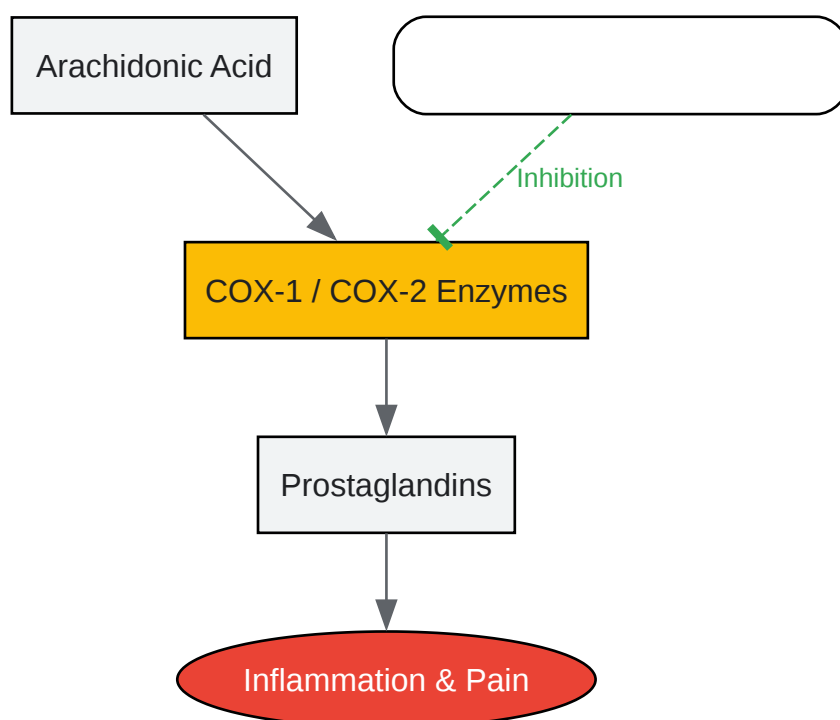 Arachidonic Acid
Inhibition
COX-1 / COX-2 Enzymes
Prostaglandins
Inflammation & Pain